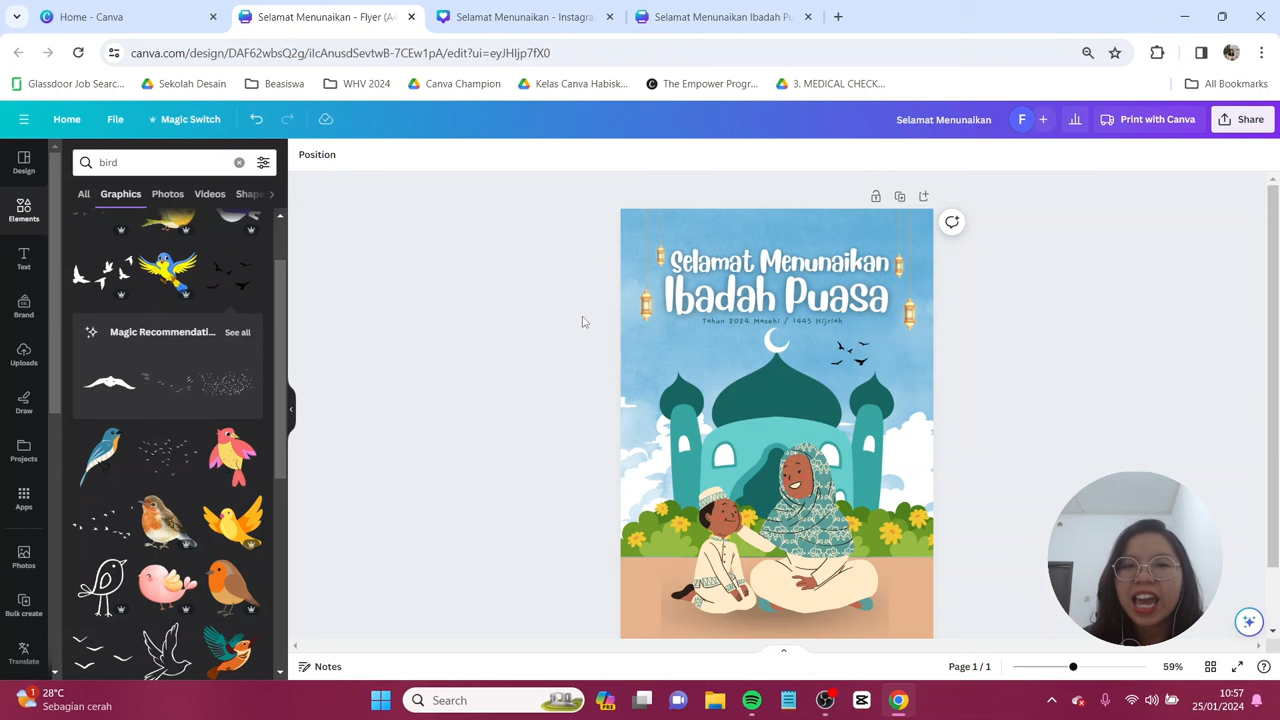 Home - Canva
Selamat Menunaikan - Flyer (A4
Selamat Menunaikan - Instagra
Selamat Menunaikan Ibadah Pu
canva.com/design/DAF62wbsQ2g/ilcAnusdSevtwB-7CEw1pA/edit?ui=eyJHIjp7fX0
Glassdoor Job Searc...
Sekolah Desain
Beasiswa
WHV 2024
Canva Champion
Kelas Canva Habisk...
The Empower Progr...
3. MEDICAL CHECK...
All Bookmarks
Home
File
Magic Switch
Selamat Menunaikan
F
Print with Canva
Share
Design
Elements
Text
Brand
Uploads
Draw
Projects
Apps
Photos
Bulk create
Translate
bird
All
Graphics
Photos
Videos
Shape
Magic Recommendati...
See all
Position
Selamat Menunaikan
Ibadah Puasa
Tahun 2024 Masehi / 1445 Hijriah
Notes
Page 1 / 1
59%
1
28°C
Sebagian cerah
Search
PRE
10:57
25/01/2024